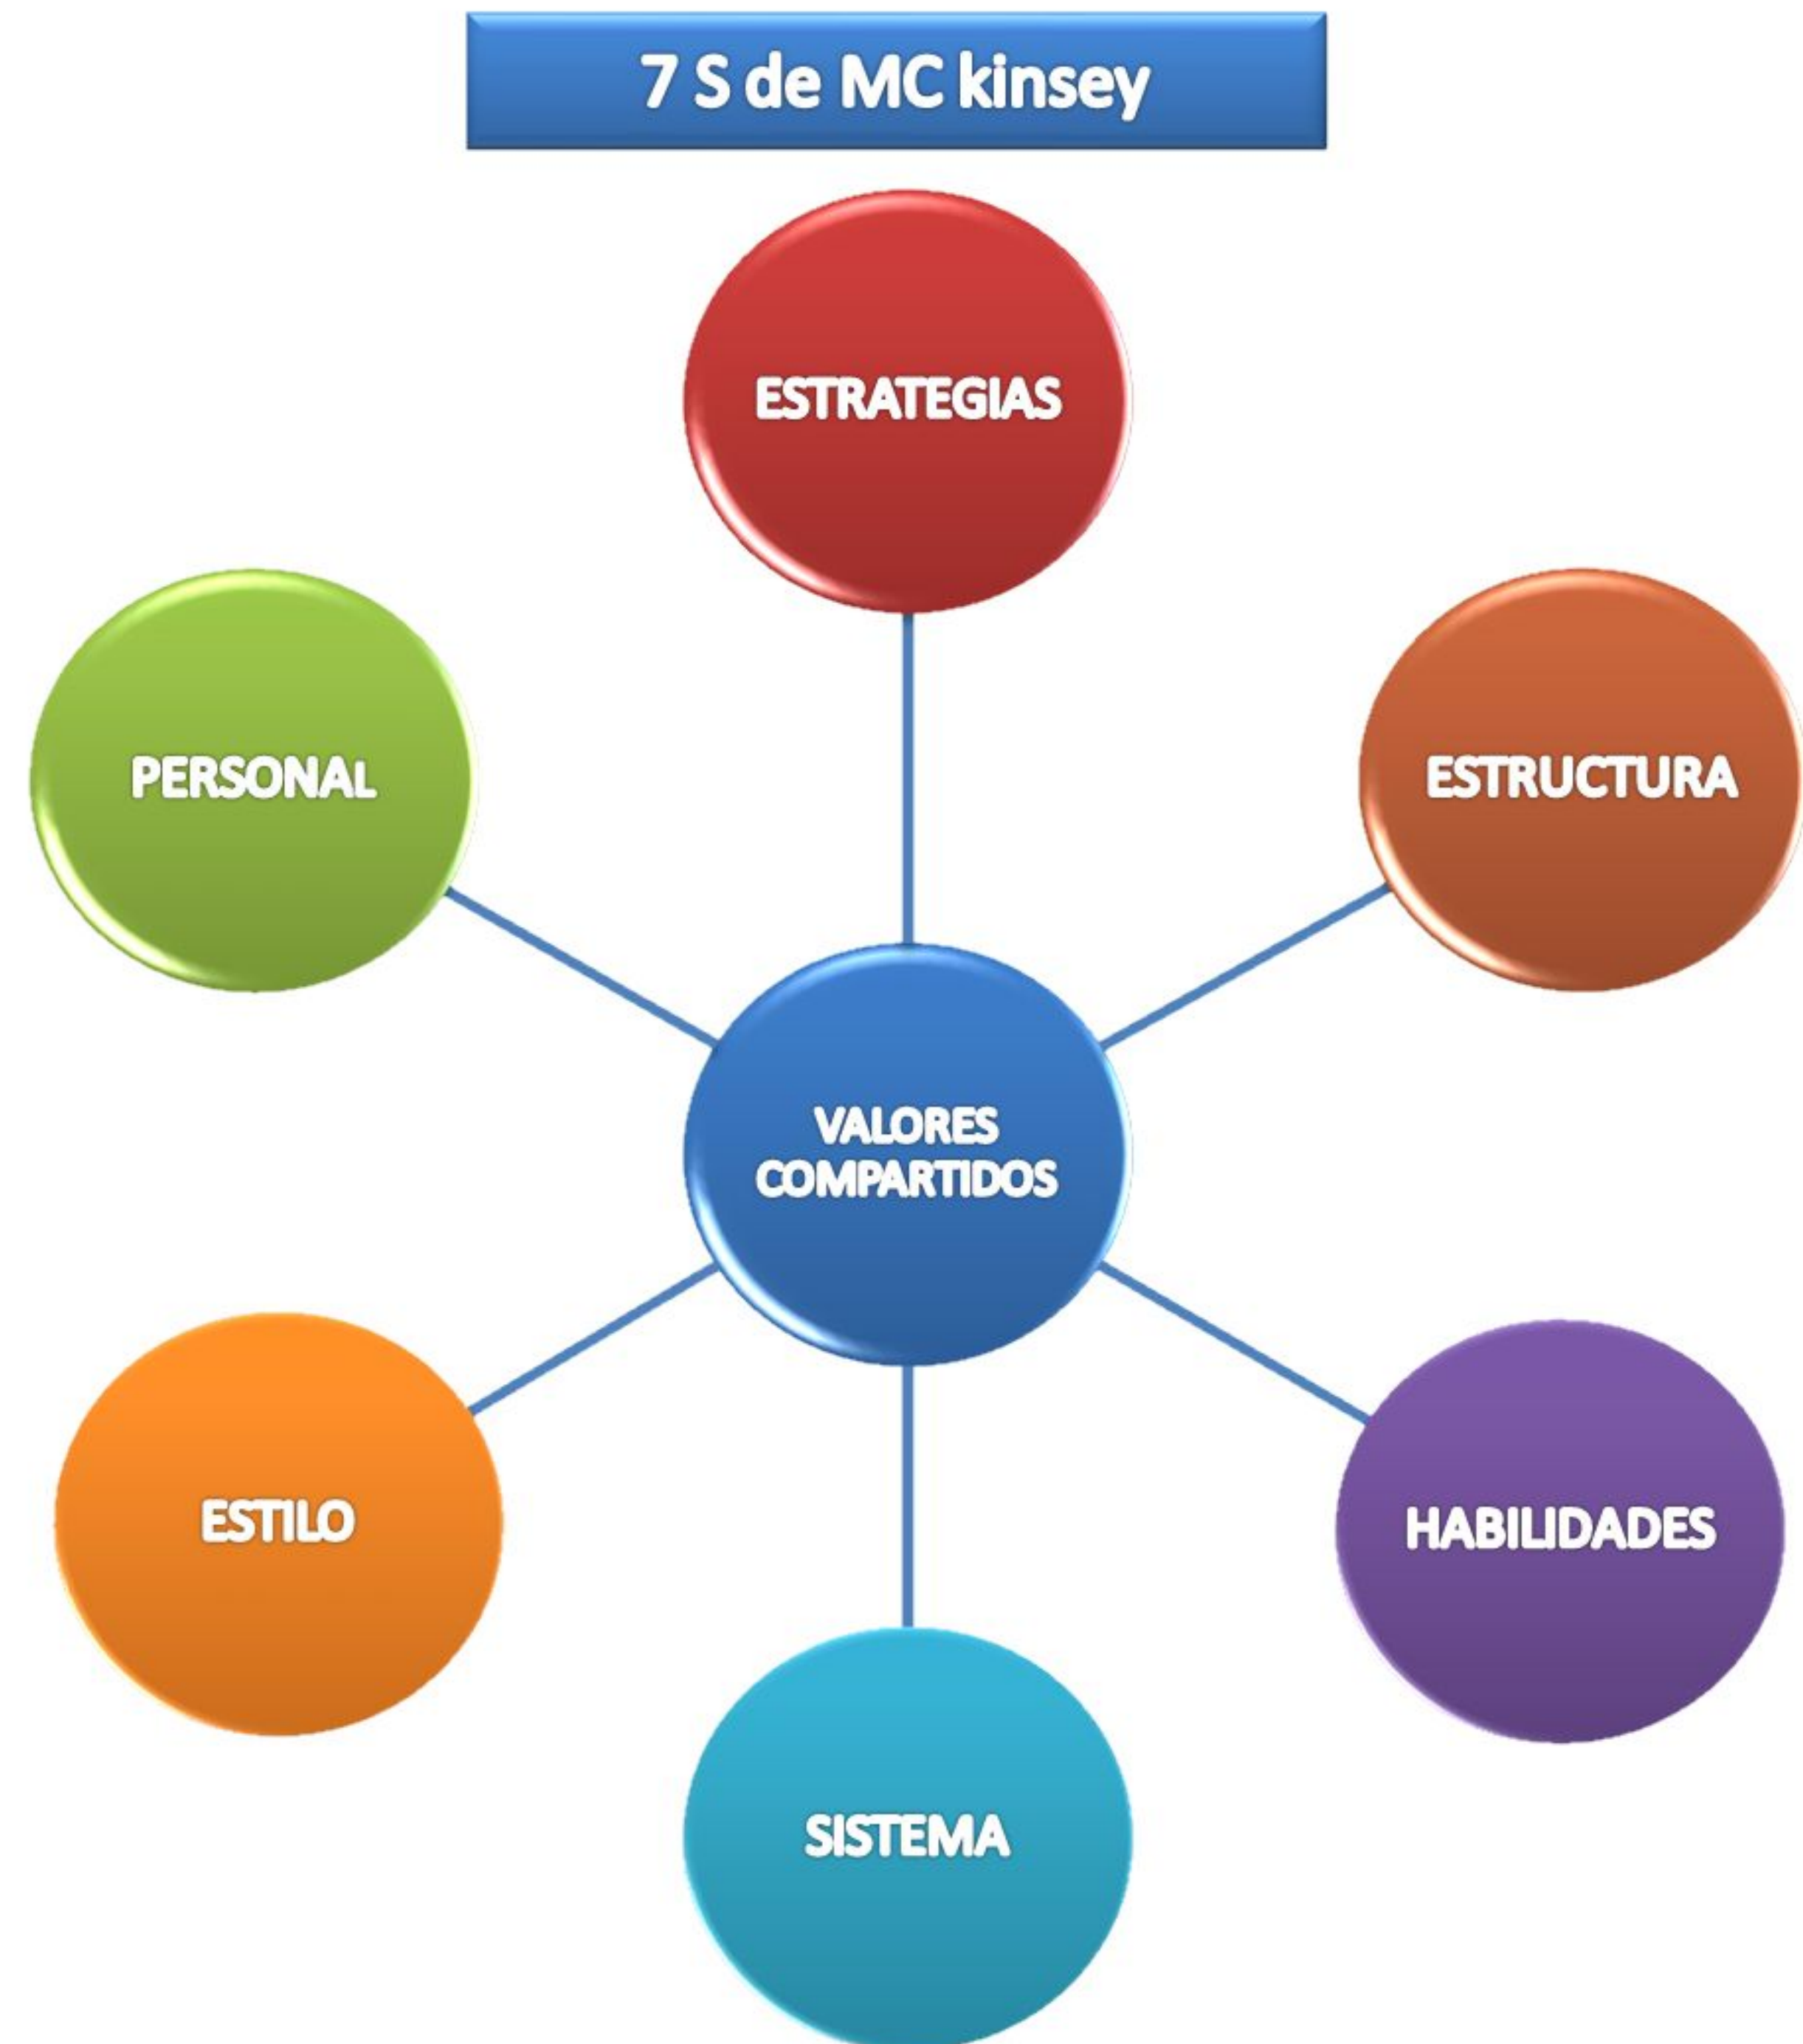 7 S de MC kinsey
ESTRATEGIAS
PERSONAL
ESTRUCTURA
VALORES
COMPARTIDOS
ESTILO
HABILIDADES
SISTEMA